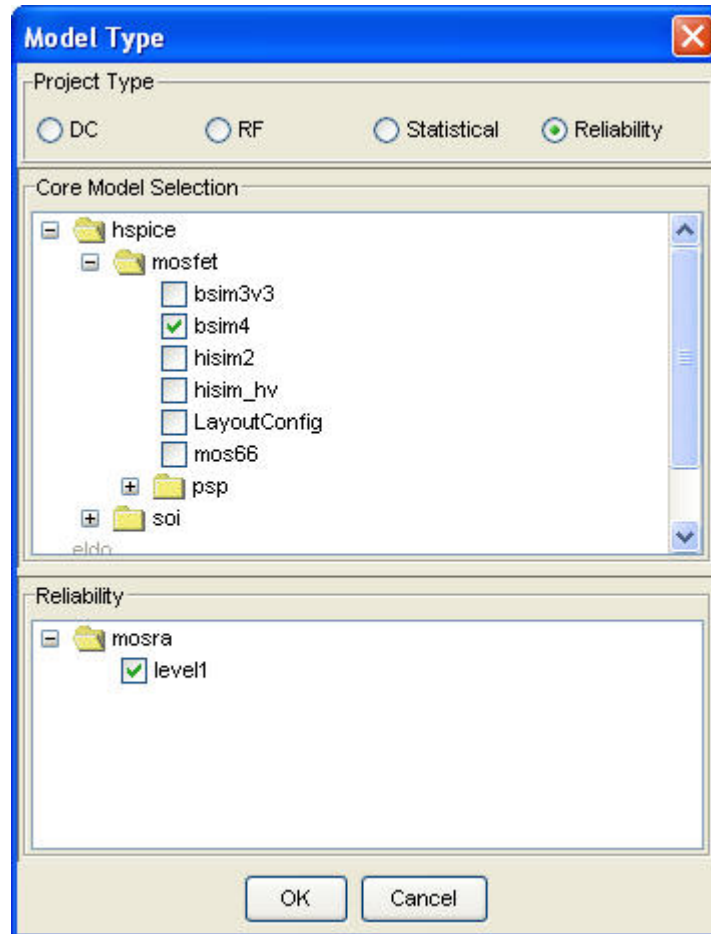 Model Type
Project Type
DC RF Statistical Reliability
Core Model Selection
hspice
mosfet
bsim3v3
bsim4
hisim2
hisim_hv
LayoutConfig
mos66
psp
soi
eldo
Reliability
mosra
level1
OK Cancel